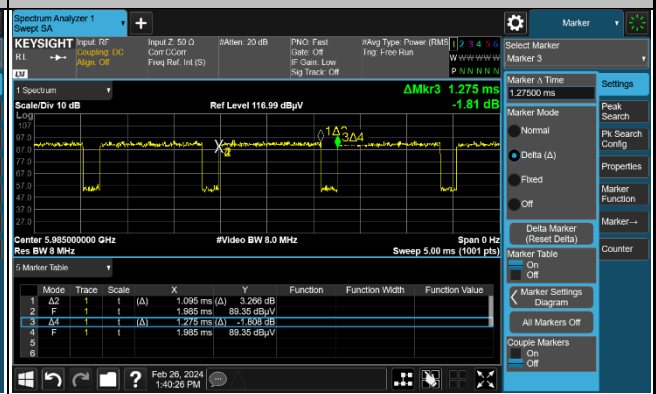 Spectrum Analyzer 1
Swept SA
Marker
KEYSIGHT Input: RF Input Z: 50 Ω #Atten: 20 dB PNO: Fast #Avg Type: Power (RMS 1 2 3 4 5 6
RL Coupling: DC Corr CCorr Gate: Off Trig: Free Run
Align: Off Freq Ref: Int (S) IF Gain: Low W W W W W W
LXI Sig Track: Off P N N N N N
Select Marker
Marker 3
1 Spectrum
Scale/Div 10 dB Ref Level 116.99 dBµV
ΔMkr3 1.275 ms
-1.81 dB
Log
107
97.0
87.0
77.0
67.0
57.0
47.0
37.0
27.0
3Δ4
Center 5.985000000 GHz #Video BW 8.0 MHz Span 0 Hz
Res BW 8 MHz Sweep 5.00 ms (1001 pts)
5 Marker Table
Mode Trace Scale X Y Function Function Width Function Value
1 Δ2 1 t (Δ) 1.095 ms (Δ) 3.266 dB
2 F 1 t 1.985 ms 89.35 dBµV
3 Δ4 1 t (Δ) 1.275 ms (Δ) -1.808 dB
4 F 1 t 1.985 ms 89.35 dBµV
5
6
Marker Δ Time
1.27500 ms
Marker Mode
Normal
Delta (Δ)
Fixed
Off
Delta Marker
(Reset Delta)
Marker Table
On
Off
Marker Settings
Diagram
All Markers Off
Couple Markers
On
Off
Settings
Peak
Search
Pk Search
Config
Properties
Marker
Function
Marker→
Counter
Feb 26, 2024
1:40:26 PM